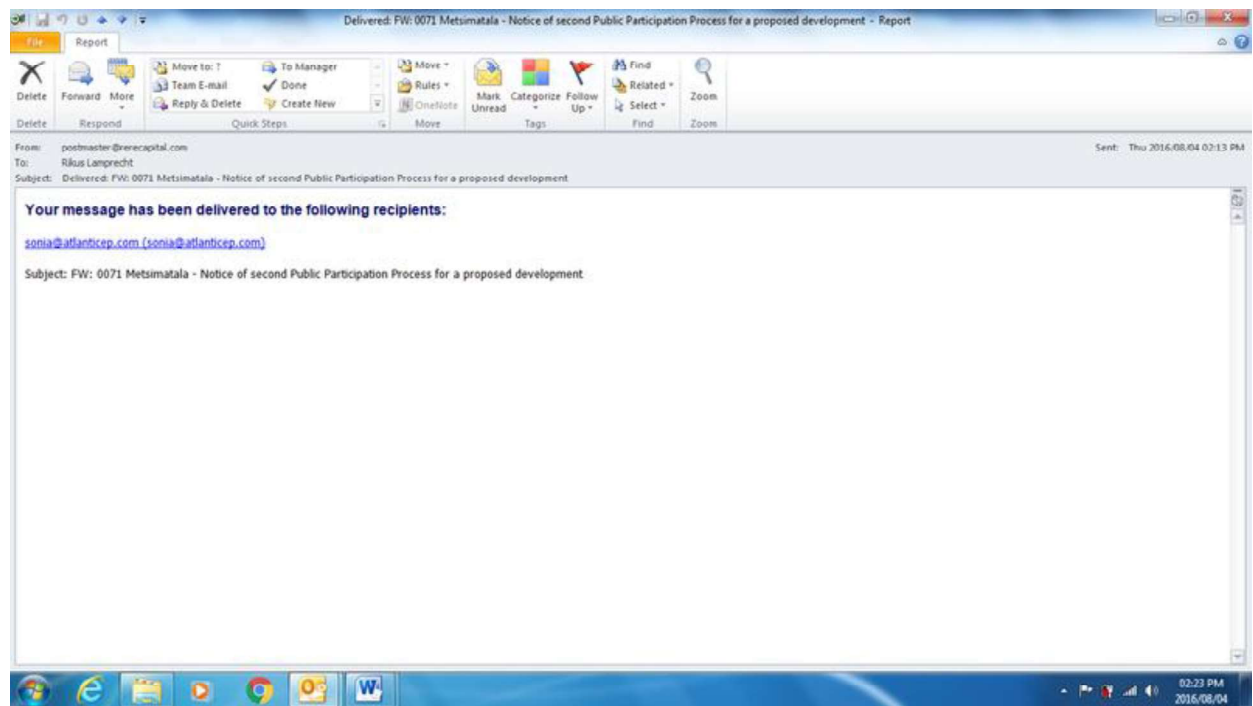 Delivered: FW: 0071 Metsimatala - Notice of second Public Participation Process for a proposed development - Report
File Report
Move to: ? To Manager Move Find
Team E-mail Done Rules Related
Delete Forward More Reply & Delete Create New OneNote Mark Unread Categorize Follow Up Select Zoom
Delete Respond Quick Steps Move Tags Find Zoom
From: postmaster@rerecapital.com Sent: Thu 2016/08/04 02:13 PM
To: Rikus Lamprecht
Subject: Delivered: FW: 0071 Metsimatala - Notice of second Public Participation Process for a proposed development
Your message has been delivered to the following recipients:
sonia@atlanticep.com (sonia@atlanticep.com)
Subject: FW: 0071 Metsimatala - Notice of second Public Participation Process for a proposed development
02:23 PM
2016/08/04